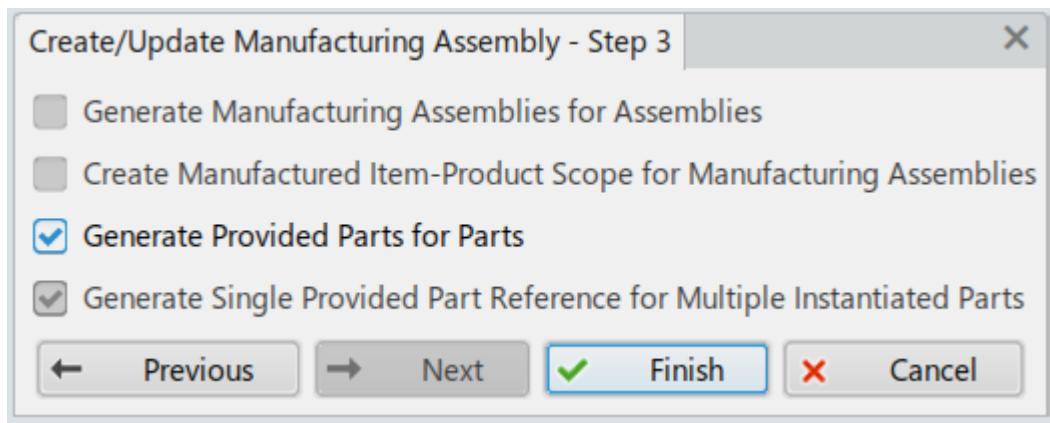 Create/Update Manufacturing Assembly - Step 3
Generate Manufacturing Assemblies for Assemblies
Create Manufactured Item-Product Scope for Manufacturing Assemblies
Generate Provided Parts for Parts
Generate Single Provided Part Reference for Multiple Instantiated Parts
Previous Next Finish Cancel